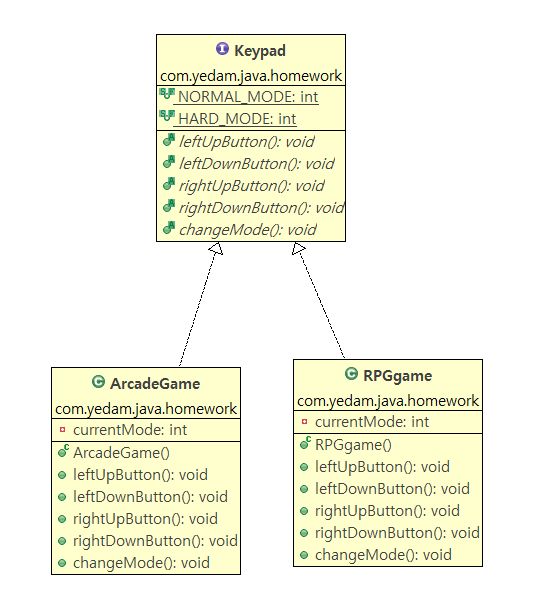 Keypad
com.yedam.java.homework
NORMAL_MODE: int
HARD_MODE: int
leftUpButton(): void
leftDownButton(): void
rightUpButton(): void
rightDownButton(): void
changeMode(): void
ArcadeGame
com.yedam.java.homework
currentMode: int
ArcadeGame()
leftUpButton(): void
leftDownButton(): void
rightUpButton(): void
rightDownButton(): void
changeMode(): void
RPGgame
com.yedam.java.homework
currentMode: int
RPGgame()
leftUpButton(): void
leftDownButton(): void
rightUpButton(): void
rightDownButton(): void
changeMode(): void